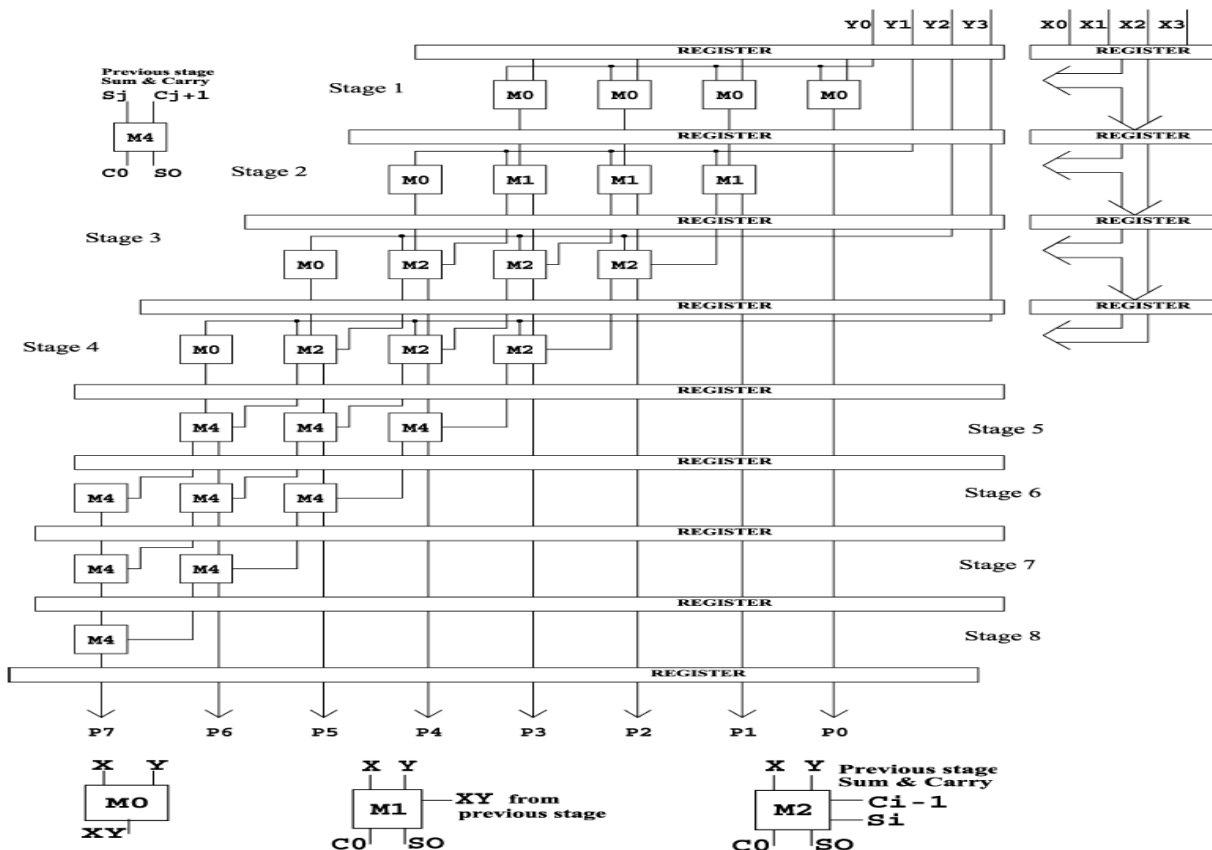 Y0 Y1 Y2 Y3 X0 X1 X2 X3
REGISTER REGISTER
Previous stage
Sum & Carry
Sj Cj+1
M4
C0 SO
Stage 1 M0 M0 M0 M0
REGISTER REGISTER
Stage 2 M0 M1 M1 M1
REGISTER REGISTER
Stage 3 M0 M2 M2 M2
REGISTER REGISTER
Stage 4 M0 M2 M2 M2
REGISTER
M4 M4 M4 Stage 5
REGISTER
M4 M4 M4 Stage 6
REGISTER
M4 M4 Stage 7
REGISTER
M4 Stage 8
REGISTER
P7 P6 P5 P4 P3 P2 P1 P0
X Y
M0
XY
X Y
M1
XY from
previous stage
C0 SO
X Y
Previous stage
Sum & Carry
M2
Ci-1
Si
C0 SO